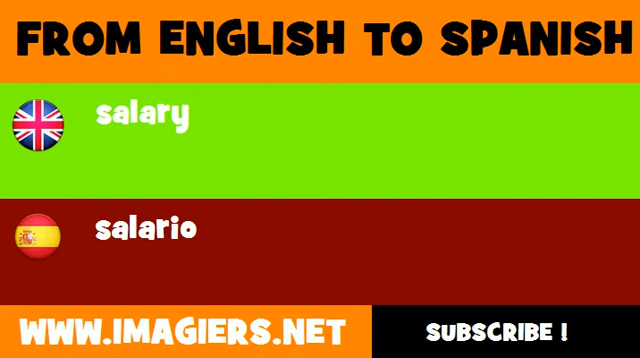 FROM ENGLISH TO SPANISH
salary
salario
WWW.IMAGIERS.NET
SUBSCRIBE !